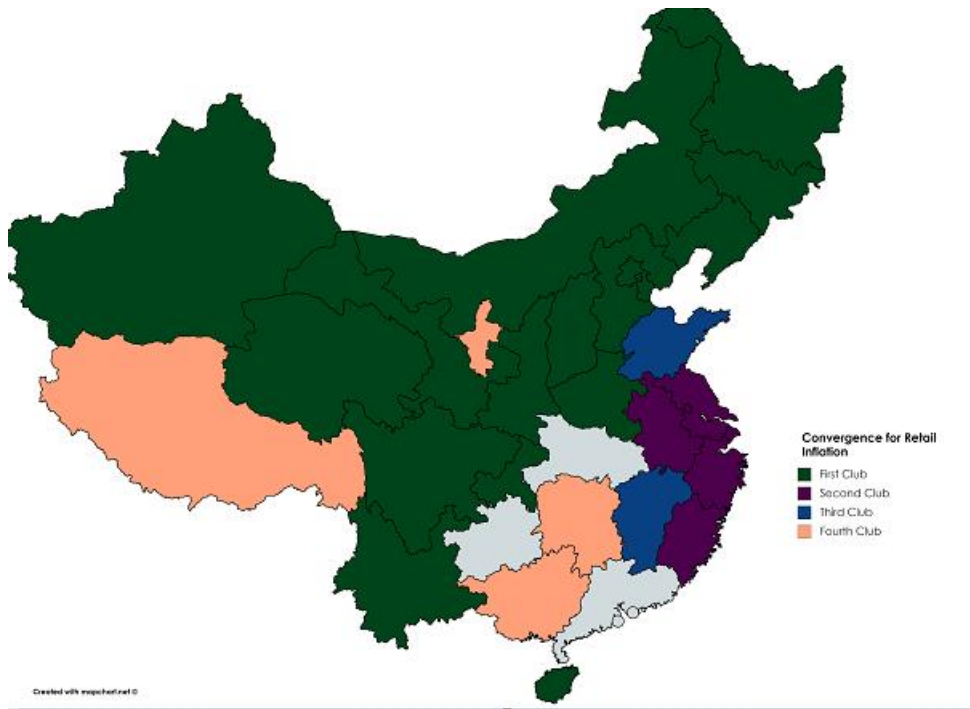 Convergence for Retail
Inflation
First Club
Second Club
Third Club
Fourth Club
Created with mapchart.net ©